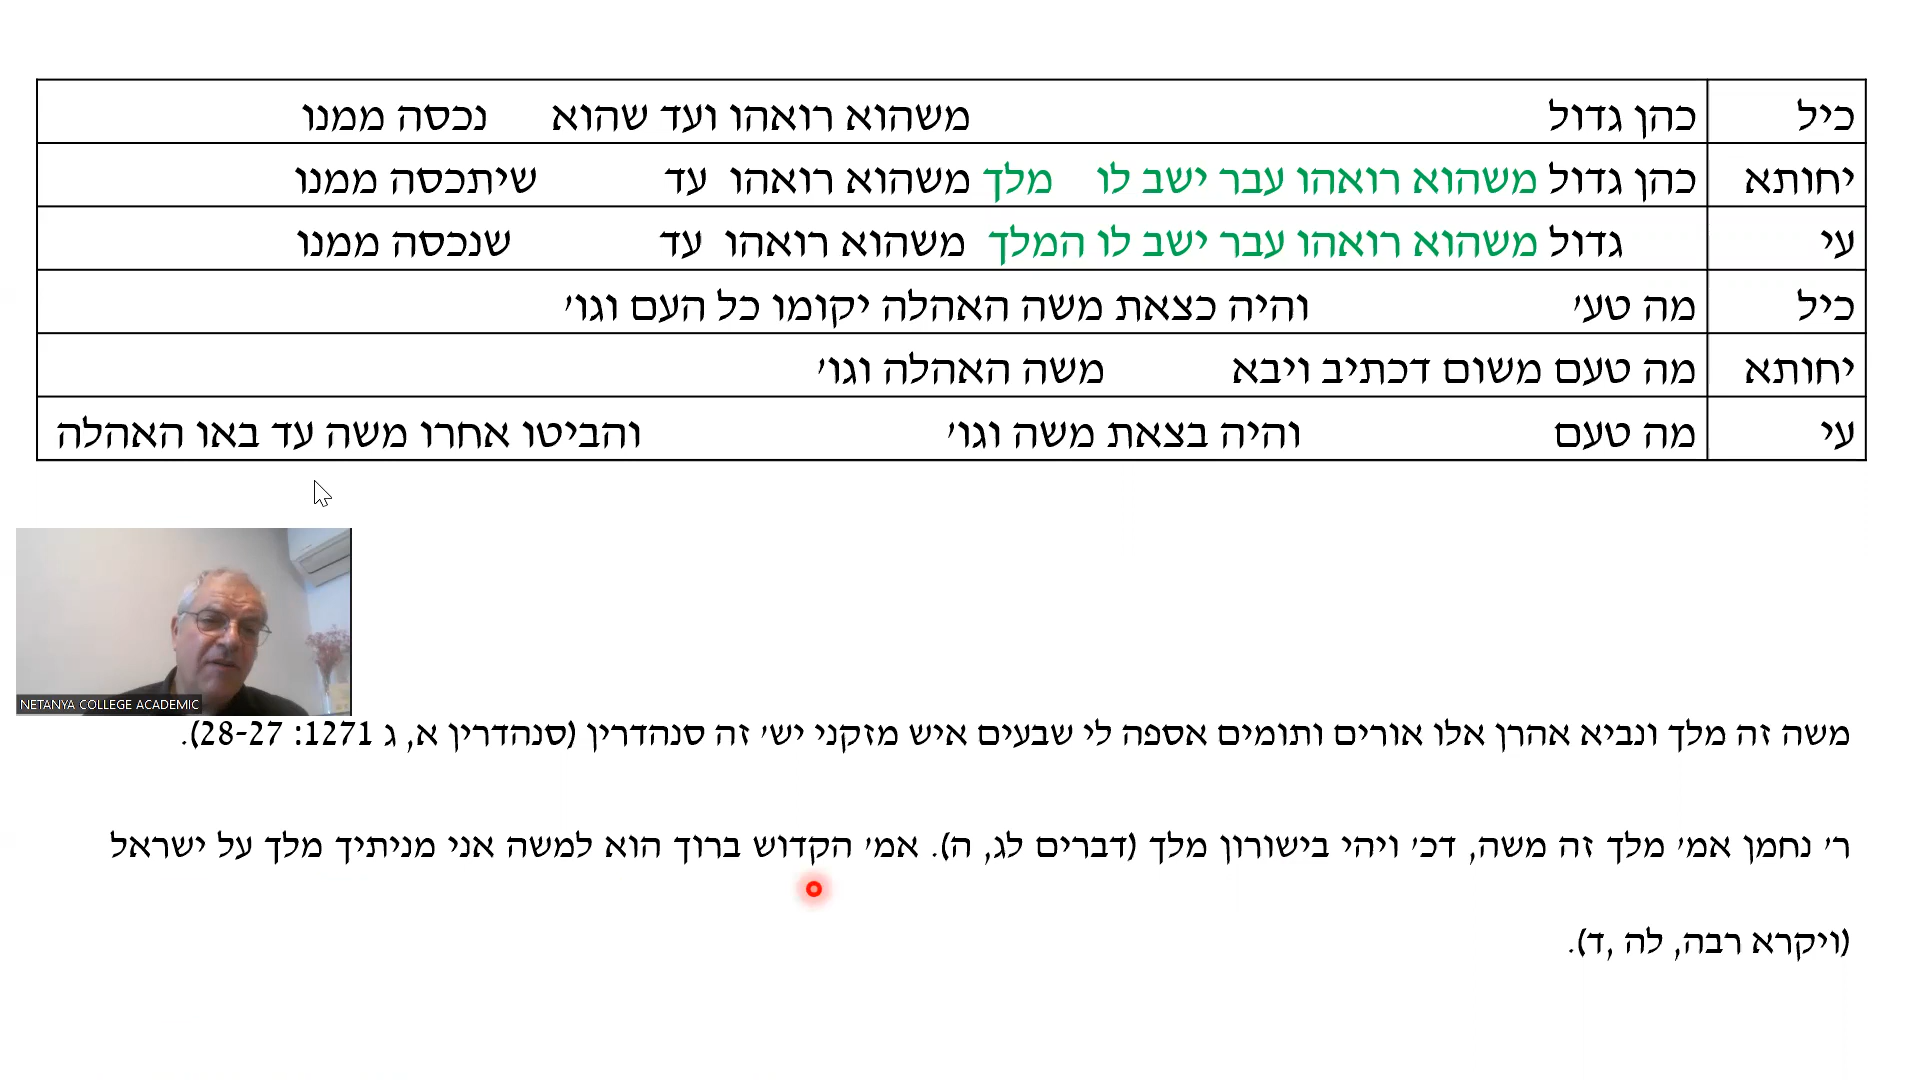 כי״ל כהן גדול משהוא רואהו ועד שהוא נכסה ממנו
יחותא כהן גדול משהוא רואהו עבר ישב לו מלך משהוא רואהו עד שיתכסה ממנו
עי גדול משהוא רואהו עבר ישב לו המלך משהוא רואהו עד שנכסה ממנו
כיל מה טע׳ והיה כצאת משה האהלה יקומו כל העם וגו׳
יחותא מה טעם משום דכתיב ויבא משה האהלה וגו׳
עי מה טעם והיה בצאת משה וגו׳ והביטו אחרו משה עד באו האהלה
NETANYA COLLEGE ACADEMIC
משה זה מלך ונביא אהרן אלו אורים ותומים אספה לי שבעים איש מזקני יש׳ זה סנהדרין (סנהדרין א, ג 1271: 28-27).
ר׳ נחמן אמ׳ מלך זה משה, דכ׳ ויהי בישורון מלך (דברים לג, ה). אמ׳ הקדוש ברוך הוא למשה אני מניתיך מלך על ישראל
(ויקרא רבה, לה ,ד).